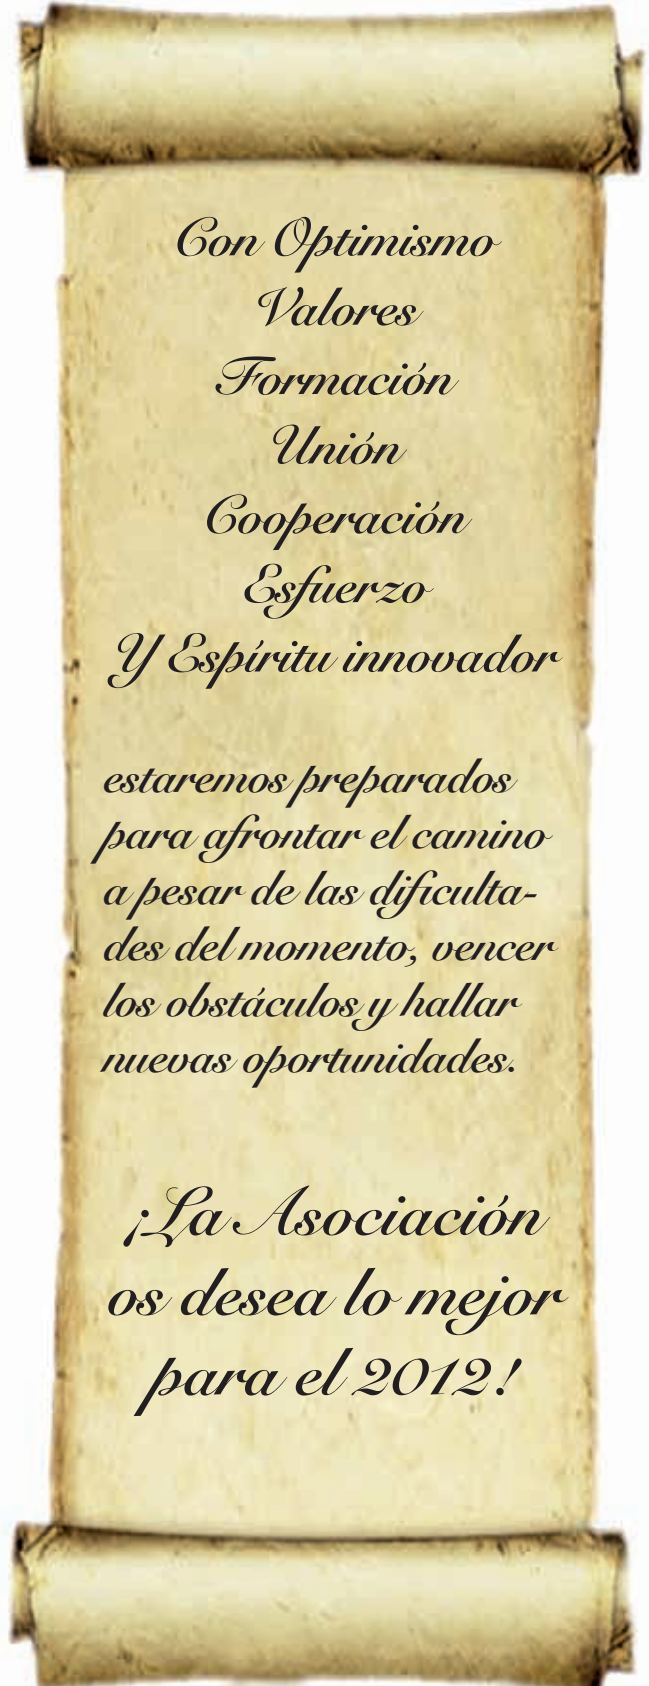 Con Optimismo
Valores
Formación
Unión
Cooperación
Esfuerzo
Y Espíritu innovador
estaremos preparados
para afrontar el camino
a pesar de las dificulta-
des del momento, vencer
los obstáculos y hallar
nuevas oportunidades.
¡La Asociación
os desea lo mejor
para el 2012!